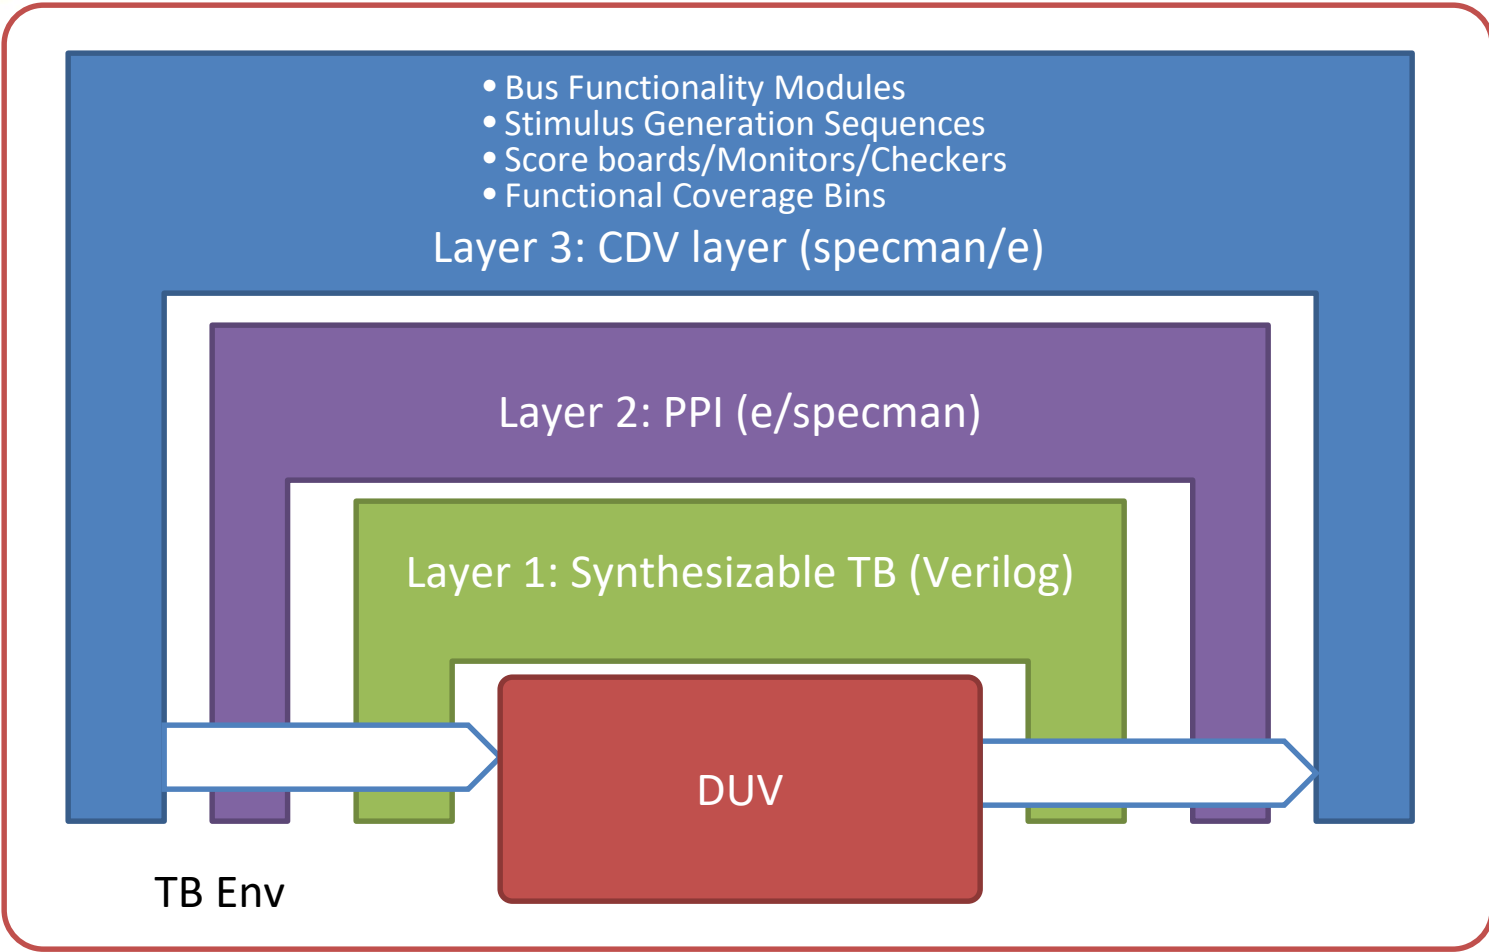 • Bus Functionality Modules
• Stimulus Generation Sequences
• Score boards/Monitors/Checkers
• Functional Coverage Bins
Layer 3: CDV layer (specman/e)
Layer 2: PPI (e/specman)
Layer 1: Synthesizable TB (Verilog)
DUV
TB Env